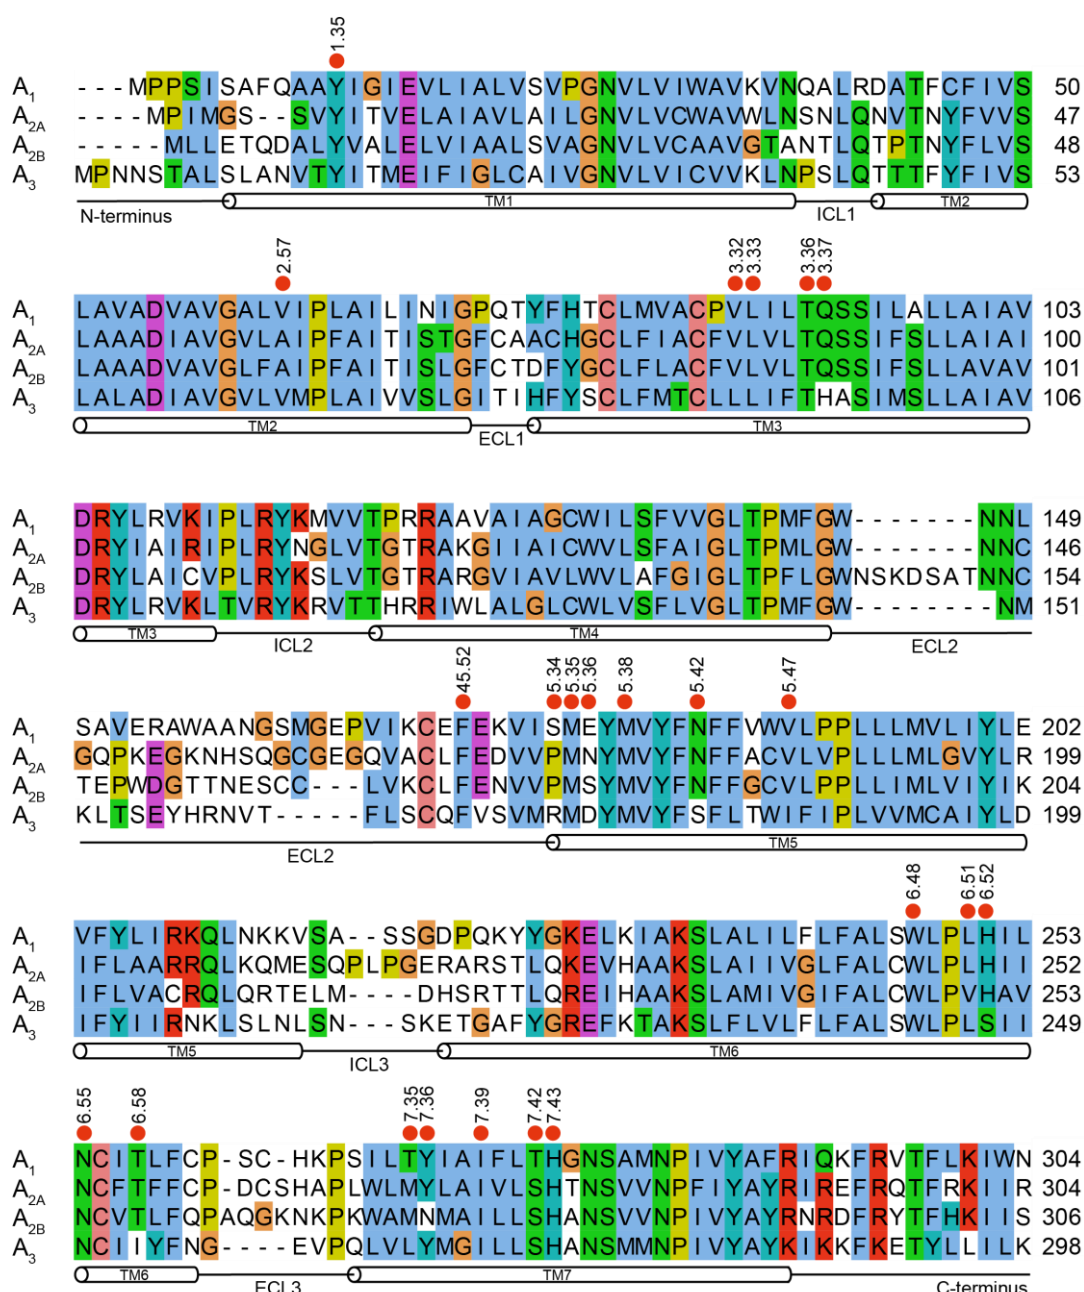 1.35
A1 ---MPPSISAFQAAYIGIEVLIALVSVPGNVLVIWAVKVNQALRDATFCFIVS 50
A2A ----MPIMGS--SVYITVELAIAVLAILGNVLVCWAVWLNSNLQNVTNYFVVS 47
A2B -----MLLETQDALYVALELVIAALSVAGNVLVCAAVGTANTLQTPTNYFLVS 48
A3 MPNNSTALSLANVTYITMEIFIGLCAIVGNVLVICVVKLNPSLQTTTFYFIVS 53
N-terminus TM1 ICL1 TM2
2.57 3.32 3.33 3.36 3.37
A1 LAVADVAVGALVIPLAILINIGPQTYFHTCLMVACPVLILTQSSILALLAIAV 103
A2A LAAADIAVGVLAIPFAITISTGFCAACHGCLFIACFVLVLTQSSIFSLLAIAI 100
A2B LAAADVAVGLFAIPFAITISLGFCTDFYGCLFLACFVLVLTQSSIFSLLAVAV 101
A3 LALADIAVGVLVMPLAIVVSLGITIHFYSCLFMTCLLLIFTHASIMSLLAIAV 106
TM2 ECL1 TM3
A1 DRYLRVKIPLRYKMVVTPRRAAVAIAGCWILSFVVGLTPMFGW-------NNL 149
A2A DRYIAIRIPLRYNGLVTGTRAKGIIAICWVLSFAIGLTPMLGW-------NNC 146
A2B DRYLAICVPLRYKSLVTGTRARGVIAVLWVLAFGIGLTPFLGWNSKDSATNNC 154
A3 DRYLRVKLTVRYKRVTTHRRIWLALGLCWLVSFLVGLTPMFGW--------NM 151
TM3 ICL2 TM4 ECL2
45.52 5.34 5.35 5.36 5.38 5.42 5.47
A1 SAVERAWAANGSMGEPVIKCEFEKVISMEYMVYFNFFVWVLPPLLLMVLIYLE 202
A2A GQPKEGKNHSQGCGEGQVACLFEDVVPMNYMVYFNFFACVLVPLLLMLGVYLR 199
A2B TEPWDGTTNESCC---LVKCLFENVVPMSYMVYFNFFGCVLPPLLIMLVIYIK 204
A3 KLTSEYHRNVT-----FLSCQFVSVMRMDYMVYFSFLTWIFIPLVVMCAIYLD 199
ECL2 TM5
6.48 6.51 6.52
A1 VFYLIRKQLNKKVSA--SSGDPQKYYGKELKIAKSLALILFLFALSWLPLHIL 253
A2A IFLAARRQLKQMESQPLPGERARSTLQKEVHAAKSLAIIVGLFALCWLPLHII 252
A2B IFLVACRQLQRTELM----DHSRTTLQREIHAAKSLAMIVGIFALCWLPVHAV 253
A3 IFYIIRNKLSLNLSN---SKETGAFYGREFKTAKSLFLVLFLFALSWLPLSII 249
TM5 ICL3 TM6
6.55 6.58 7.35 7.36 7.39 7.42 7.43
A1 NCITLFCP-SC-HKPSILTYIAIFLTHGNSAMNPIVYAFRIQKFRVTFLKIWN 304
A2A NCFTFFCP-DCSHAPLWLMYLAIVLSHTNSVVNPFIYAYRIREFRQTFRKIIR 304
A2B NCVTLFQPAQGKNKPKWAMNMAILLSHANSVVNPIVYAYRNRDFRYTFHKIIS 306
A3 NCIIYFNG----EVPQLVLYMGILLSHANSMMNPIVYAYKIKKFKETYLLILK 298
TM6 ECL3 TM7 C-terminus